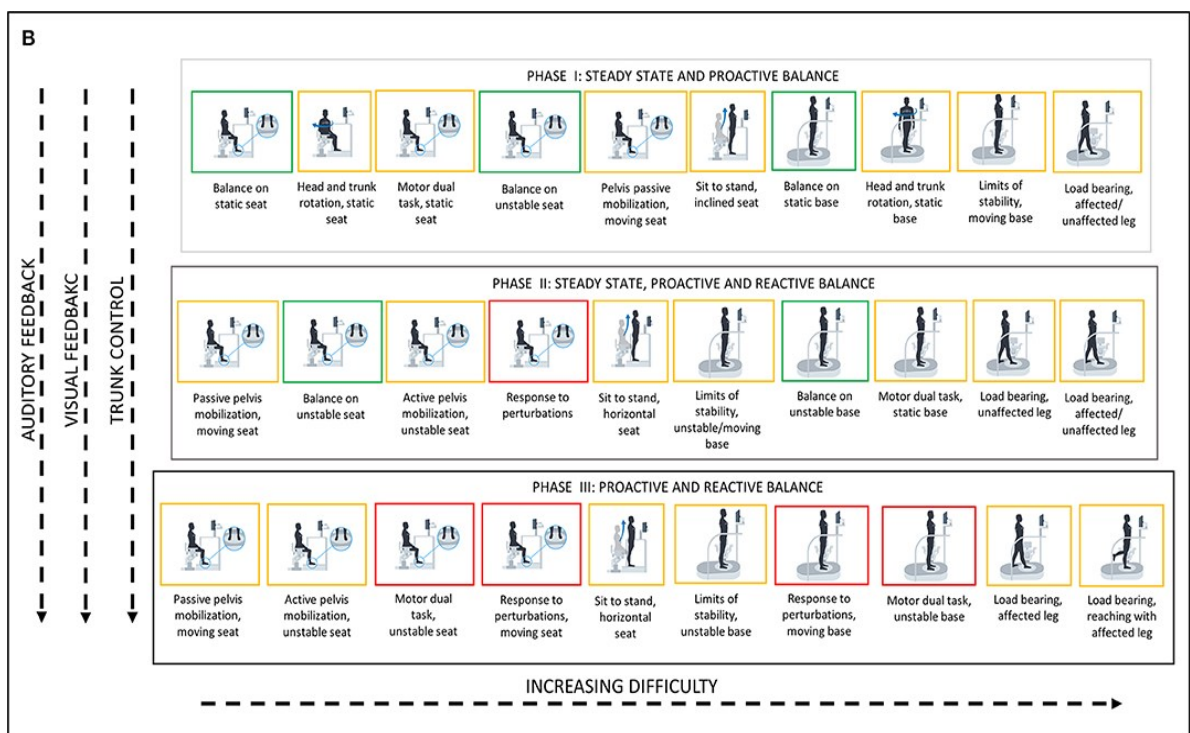 B
AUDITORY FEEDBACK
VISUAL FEEDBAKC
TRUNK CONTROL
PHASE I: STEADY STATE AND PROACTIVE BALANCE
Balance on
static seat
Head and trunk
rotation, static
seat
Motor dual
task, static
seat
Balance on
unstable seat
Pelvis passive
mobilization,
moving seat
Sit to stand,
inclined seat
Balance on
static base
Head and trunk
rotation, static
base
Limits of
stability,
moving base
Load bearing,
affected/
unaffected leg
PHASE II: STEADY STATE, PROACTIVE AND REACTIVE BALANCE
Passive pelvis
mobilization,
moving seat
Balance on
unstable seat
Active pelvis
mobilization,
unstable seat
Response to
perturbations
Sit to stand,
horizontal
seat
Limits of
stability,
unstable/moving
base
Balance on
unstable base
Motor dual task,
static base
Load bearing,
unaffected leg
Load bearing,
affected/
unaffected leg
PHASE III: PROACTIVE AND REACTIVE BALANCE
Passive pelvis
mobilization,
moving seat
Active pelvis
mobilization,
unstable seat
Motor dual
task,
unstable seat
Response to
perturbations,
moving seat
Sit to stand,
horizontal
seat
Limits of
stability,
unstable base
Response to
perturbations,
moving base
Motor dual task,
unstable base
Load bearing,
affected leg
Load bearing,
reaching with
affected leg
INCREASING DIFFICULTY